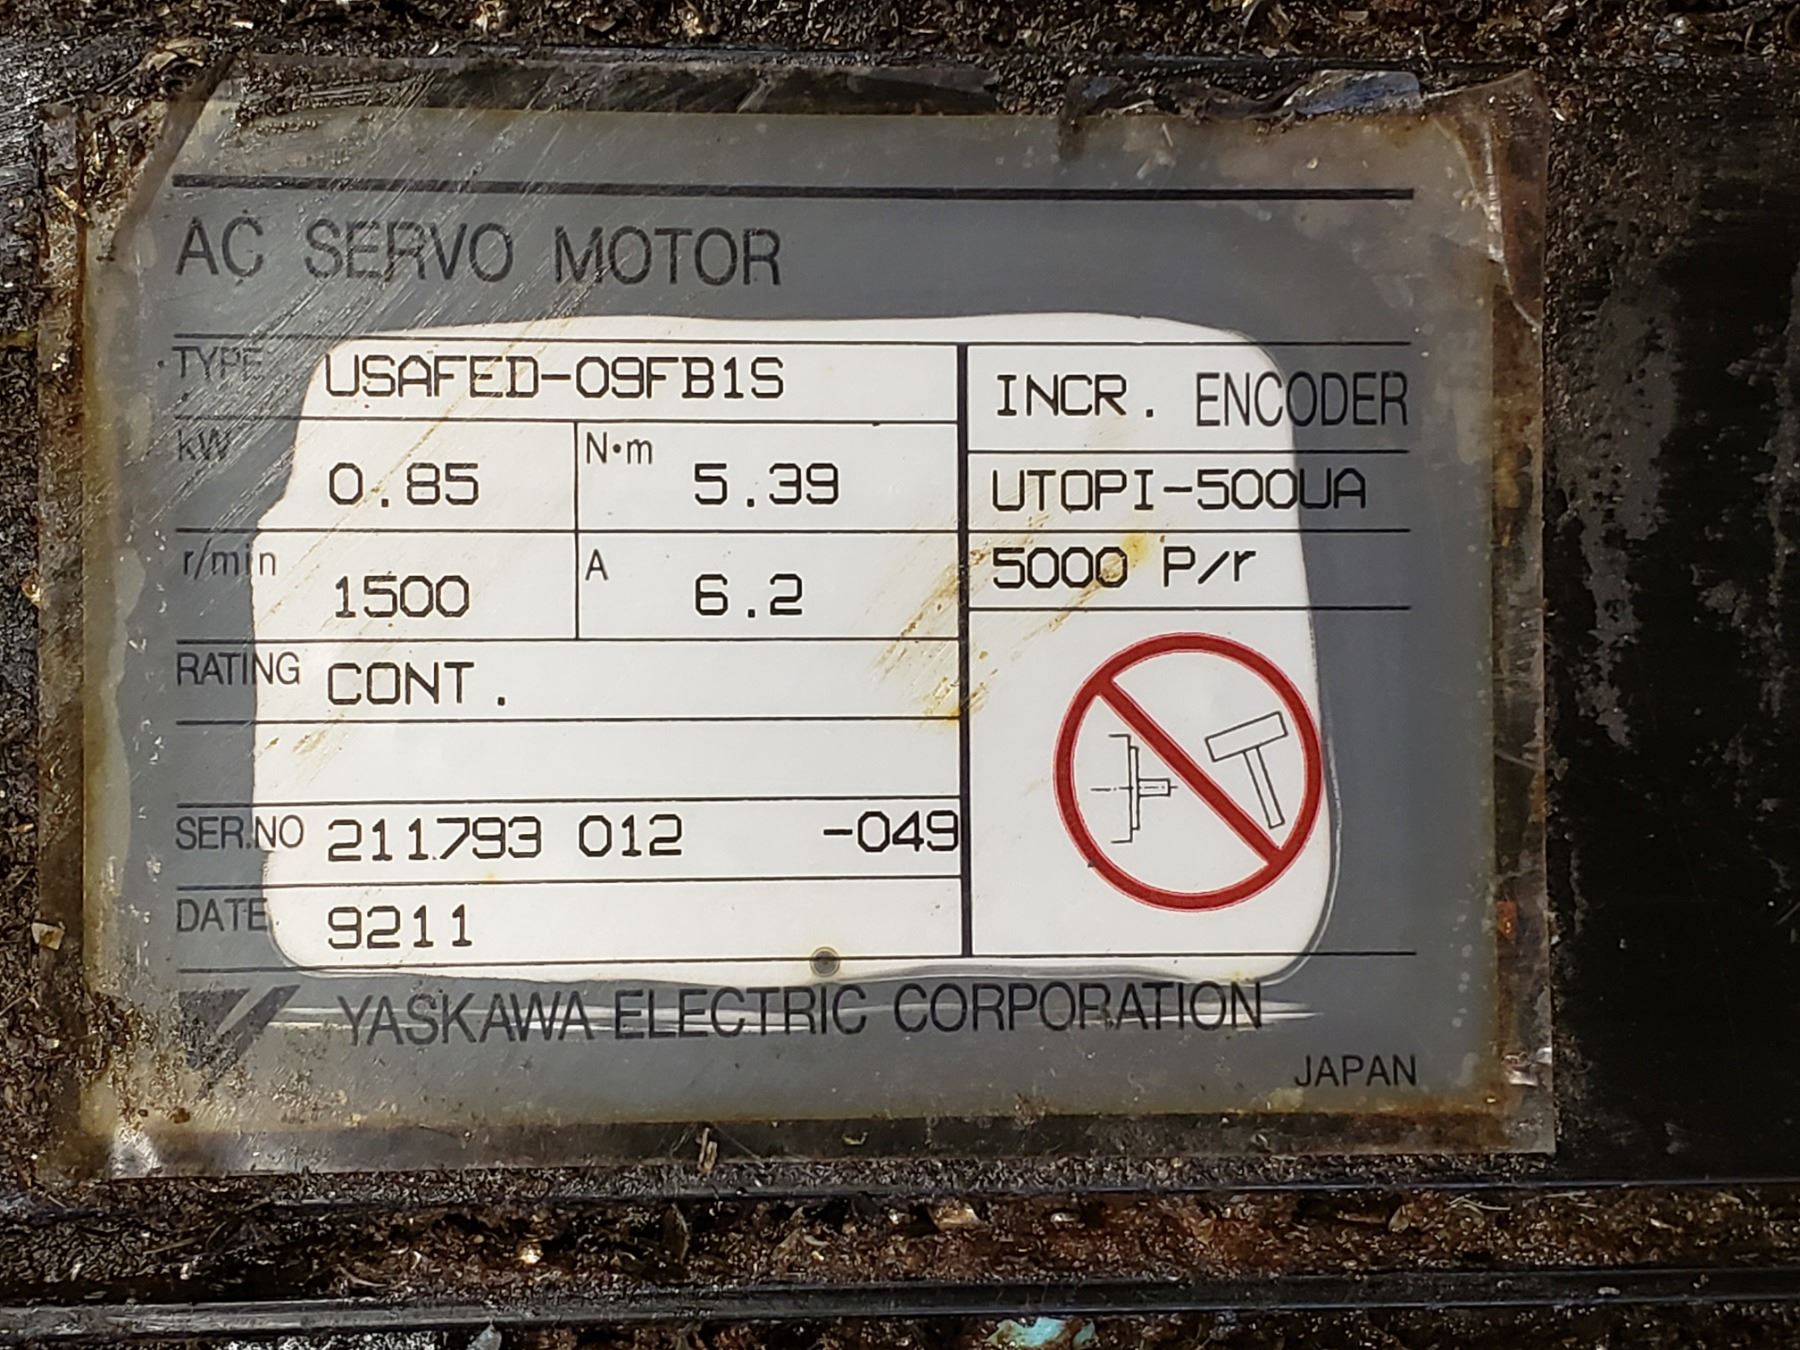 AC SERVO MOTOR
TYPE USAFED-09FB1S
INCR. ENCODER
kW 0.85 N•m 5.39
UTOPI-500UA
r/min 1500 A 6.2
5000 P/r
RATING CONT.
SER.NO 211793 012 -049
DATE 9211
YASKAWA ELECTRIC CORPORATION
JAPAN